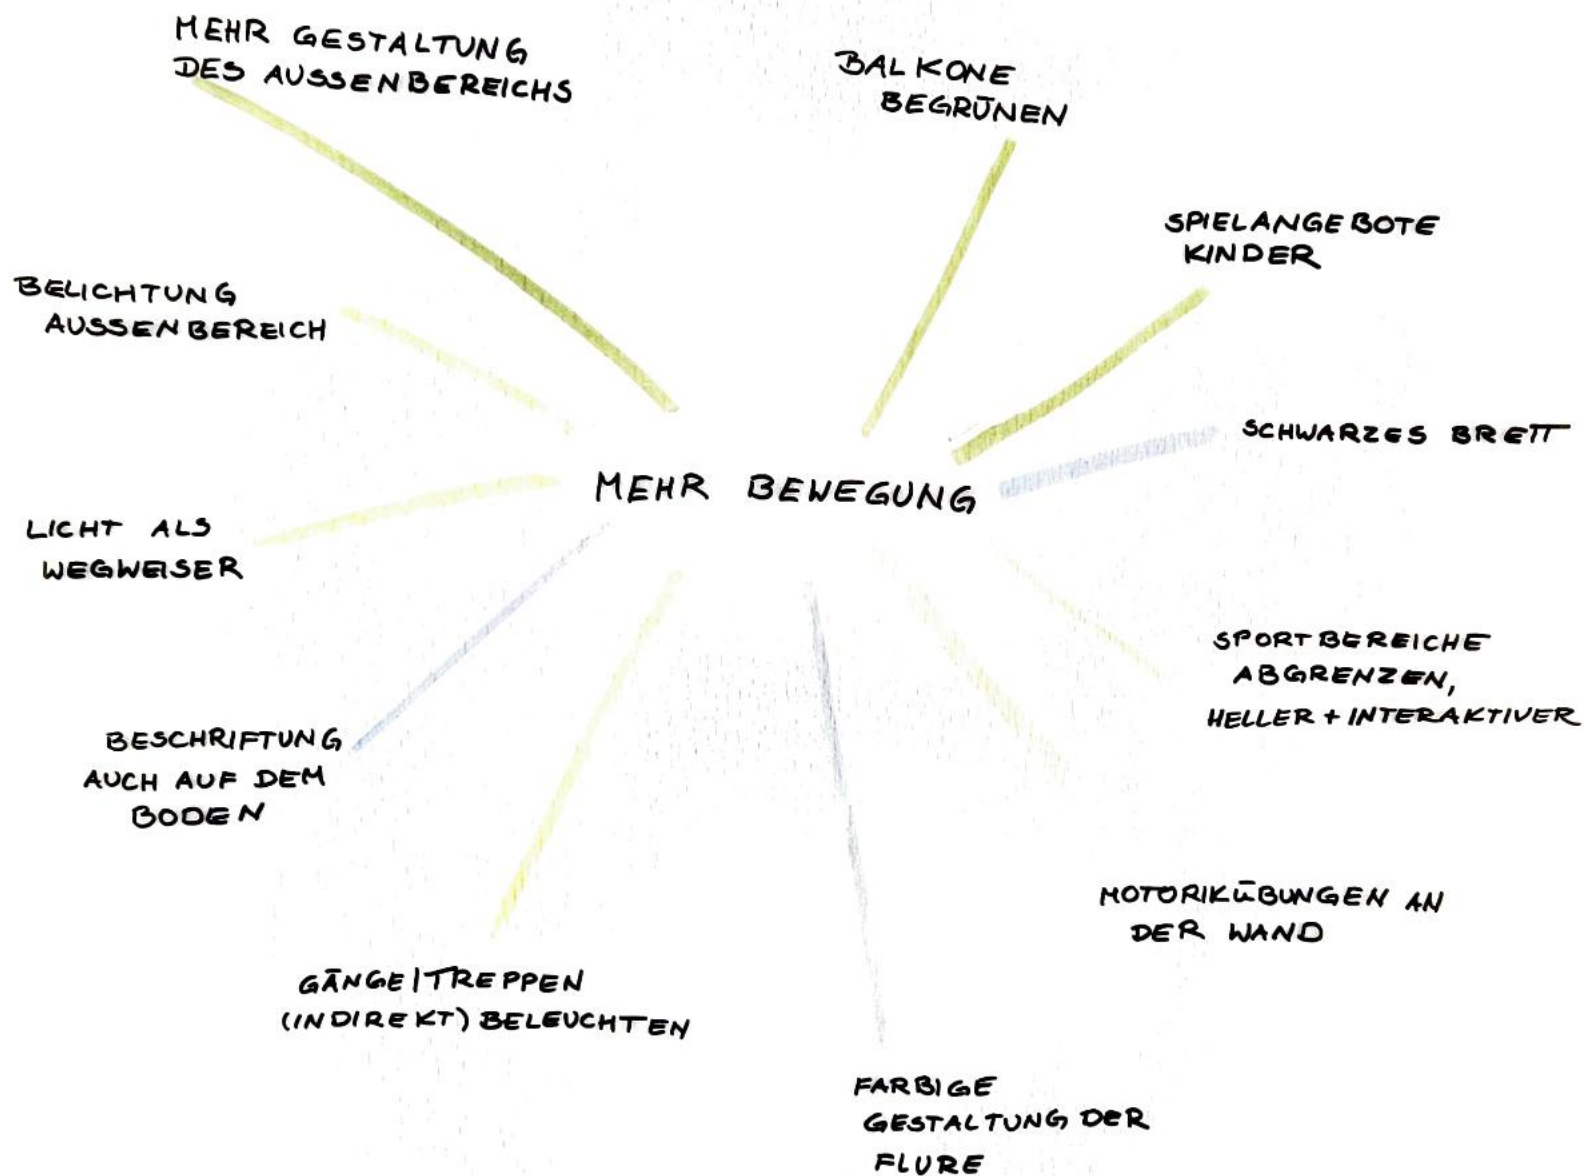 MEHR GESTALTUNG
DES AUSSENBEREICHS
BALKONE
BEGRÜNEN
SPIELANGEBOTE
KINDER
BELICHTUNG
AUSSENBEREICH
SCHWARZES BRETT
MEHR BEWEGUNG
LICHT ALS
WEGWEISER
SPORTBEREICHE
ABGRENZEN,
HELLER + INTERAKTIVER
BESCHRIFTUNG
AUCH AUF DEM
BODEN
MOTORIKÜBUNGEN AN
DER WAND
GÄNGE/TREPPEN
(INDIREKT) BELEUCHTEN
FARBIGE
GESTALTUNG DER
FLURE